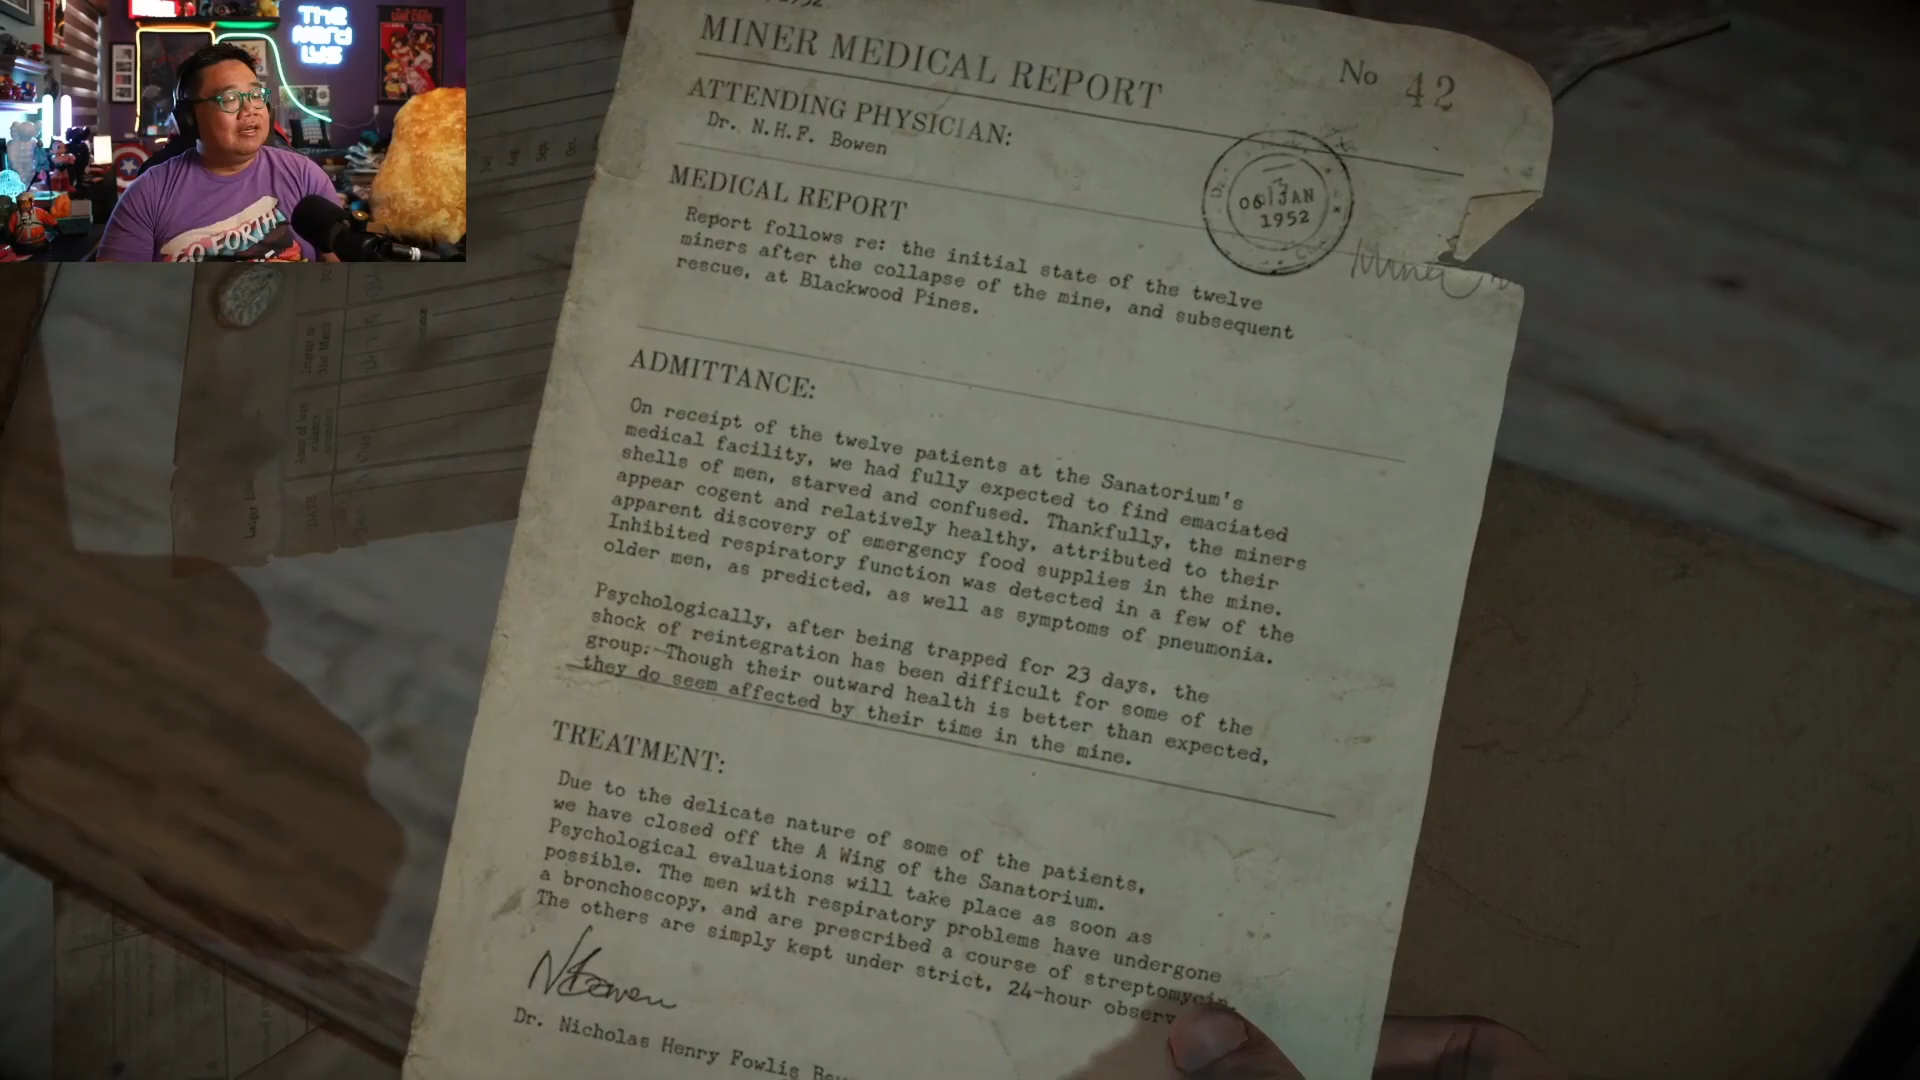 The
Nerd
GO FORTH
MINER MEDICAL REPORT
No 42
ATTENDING PHYSICIAN:
Dr. N.H.F. Bowen
JAN
1952
MEDICAL REPORT
Report follows re: the initial state of the twelve
miners after the collapse of the mine, and subsequent
rescue, at Blackwood Pines.
ADMITTANCE:
On receipt of the twelve patients at the Sanatorium's
medical facility, we had fully expected to find emaciated
shells of men, starved and confused. Thankfully, the miners
appear cogent and relatively healthy, attributed to their
apparent discovery of emergency food supplies in the mine.
Inhibited respiratory function was detected in a few of the
older men, as predicted, as well as symptoms of pneumonia.
Psychologically, after being trapped for 23 days, the
shock of reintegration has been difficult for some of the
group: Though their outward health is better than expected,
they do seem affected by their time in the mine.
TREATMENT:
Due to the delicate nature of some of the patients,
we have closed off the A Wing of the Sanatorium.
Psychological evaluations will take place as soon as
possible. The men with respiratory problems have undergone
a bronchoscopy, and are prescribed a course of streptomycin.
The others are simply kept under strict, 24-hour observ
NBowen
Dr. Nicholas Henry Fowlis
DATE